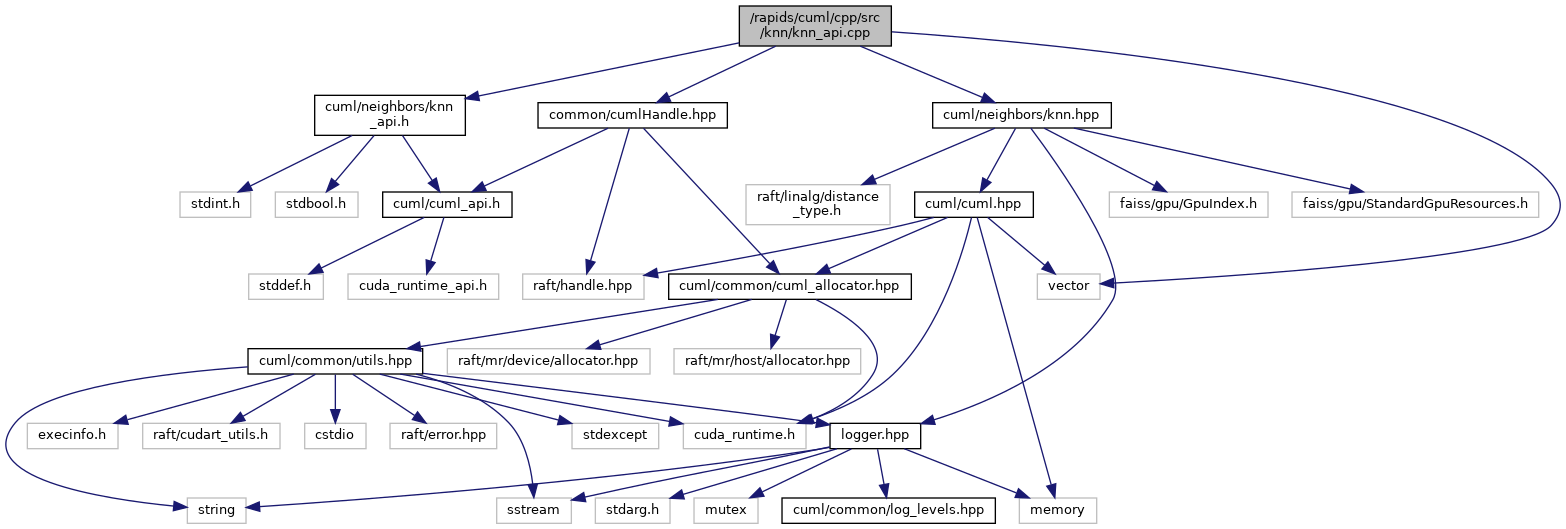 /rapids/cuml/cpp/src
/knn/knn_api.cpp
cuml/neighbors/knn
_api.h
common/cumlHandle.hpp
cuml/neighbors/knn.hpp
stdint.h
stdbool.h
cuml/cuml_api.h
raft/linalg/distance
_type.h
cuml/cuml.hpp
faiss/gpu/GpuIndex.h
faiss/gpu/StandardGpuResources.h
stddef.h
cuda_runtime_api.h
raft/handle.hpp
cuml/common/cuml_allocator.hpp
vector
cuml/common/utils.hpp
raft/mr/device/allocator.hpp
raft/mr/host/allocator.hpp
execinfo.h
raft/cudart_utils.h
cstdio
raft/error.hpp
stdexcept
cuda_runtime.h
logger.hpp
string
sstream
stdarg.h
mutex
cuml/common/log_levels.hpp
memory